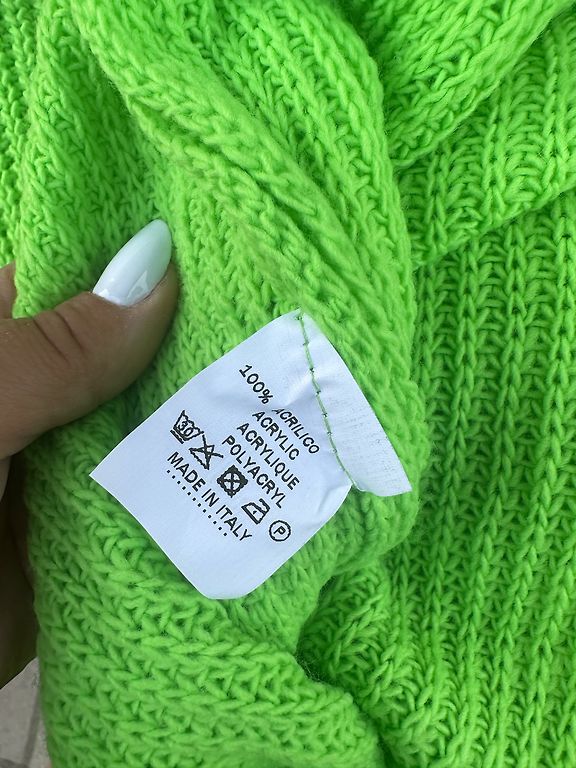 100% ACRILICO
ACRYLIC
ACRYLIQUE
POLYACRYL
30 P
MADE IN ITALY